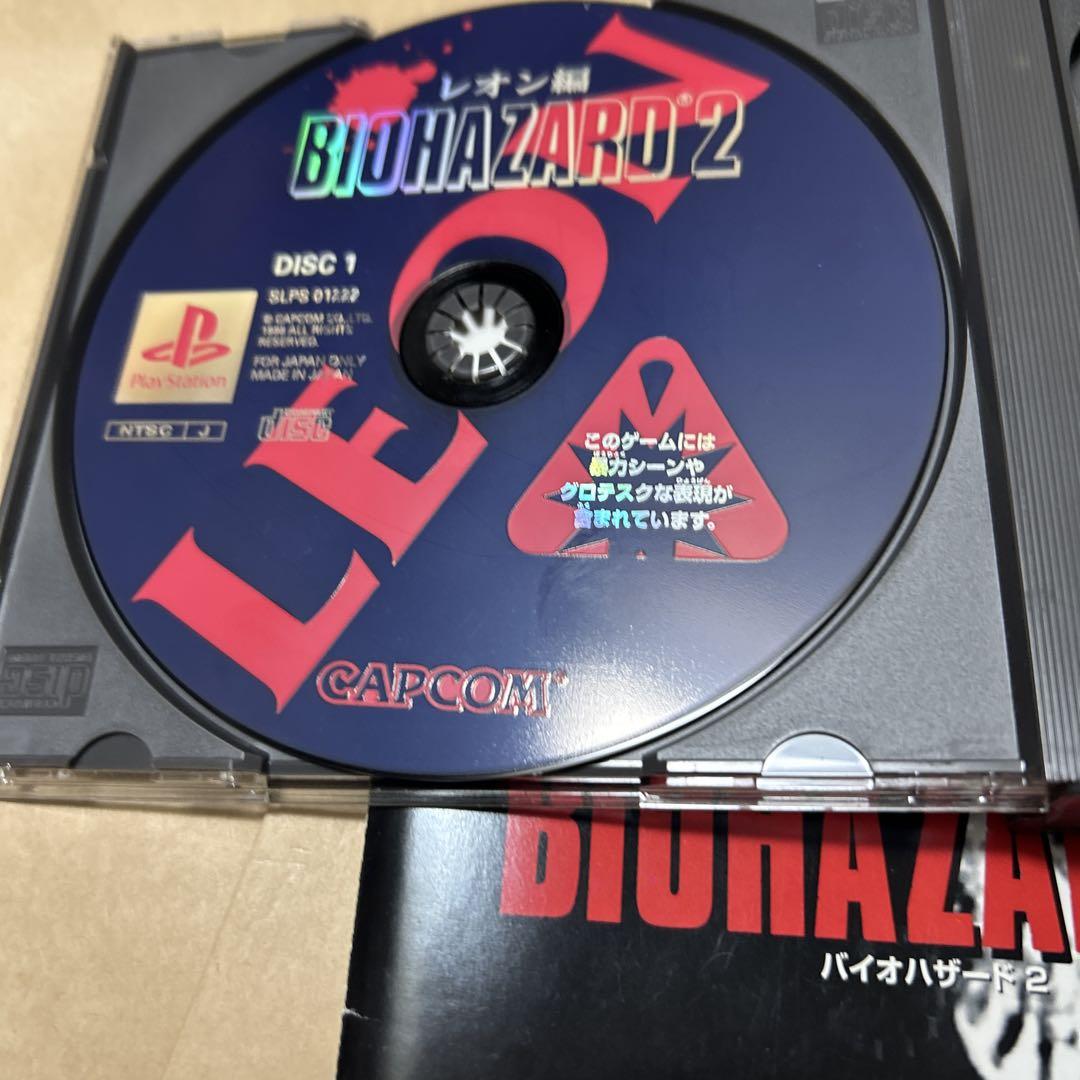 レオン編
BIOHAZARD® 2
LEON
DISC 1
SLPS 01222
© CAPCOM CO.,LTD.
1998 ALL RIGHTS
RESERVED.
FOR JAPAN ONLY
MADE IN JAPAN
PlayStation
NTSC J
disc
このゲームには
暴力シーンや
グロテスクな表現が
含まれています。
CAPCOM®
BIOHAZA
バイオハザード 2